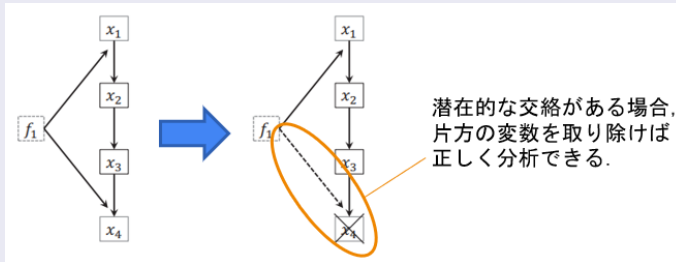 x₁
x₁
x₂
x₂
潜在的な交絡がある場合,
片方の変数を取り除けば
正しく分析できる.
f₁
f₁
x₃
x₃
x₄
x₄